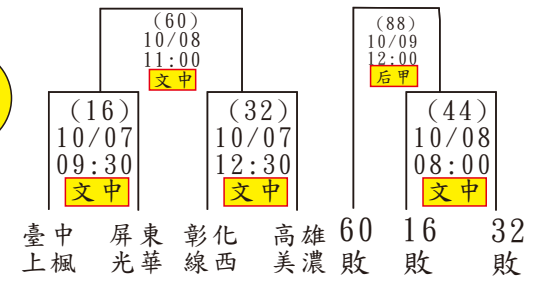 (60)
10/08
11:00
文中
(88)
10/09
12:00
后甲
(16)
10/07
09:30
文中
(32)
10/07
12:30
文中
(44)
10/08
08:00
文中
臺中 屏東 彰化 高雄 60 16 32
上楓 光華 線西 美濃 敗 敗 敗